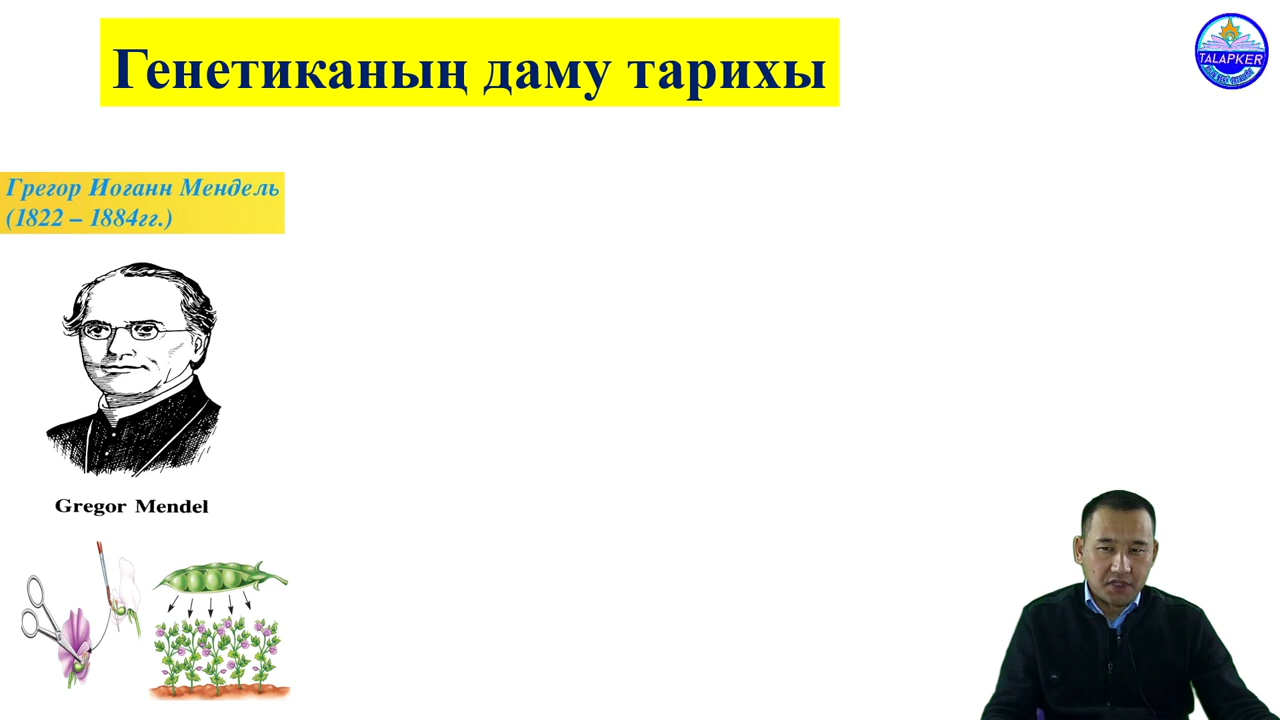 Генетиканың даму тарихы
TALAPKER
Грегор Иоганн Мендель
(1822 – 1884гг.)
Gregor Mendel